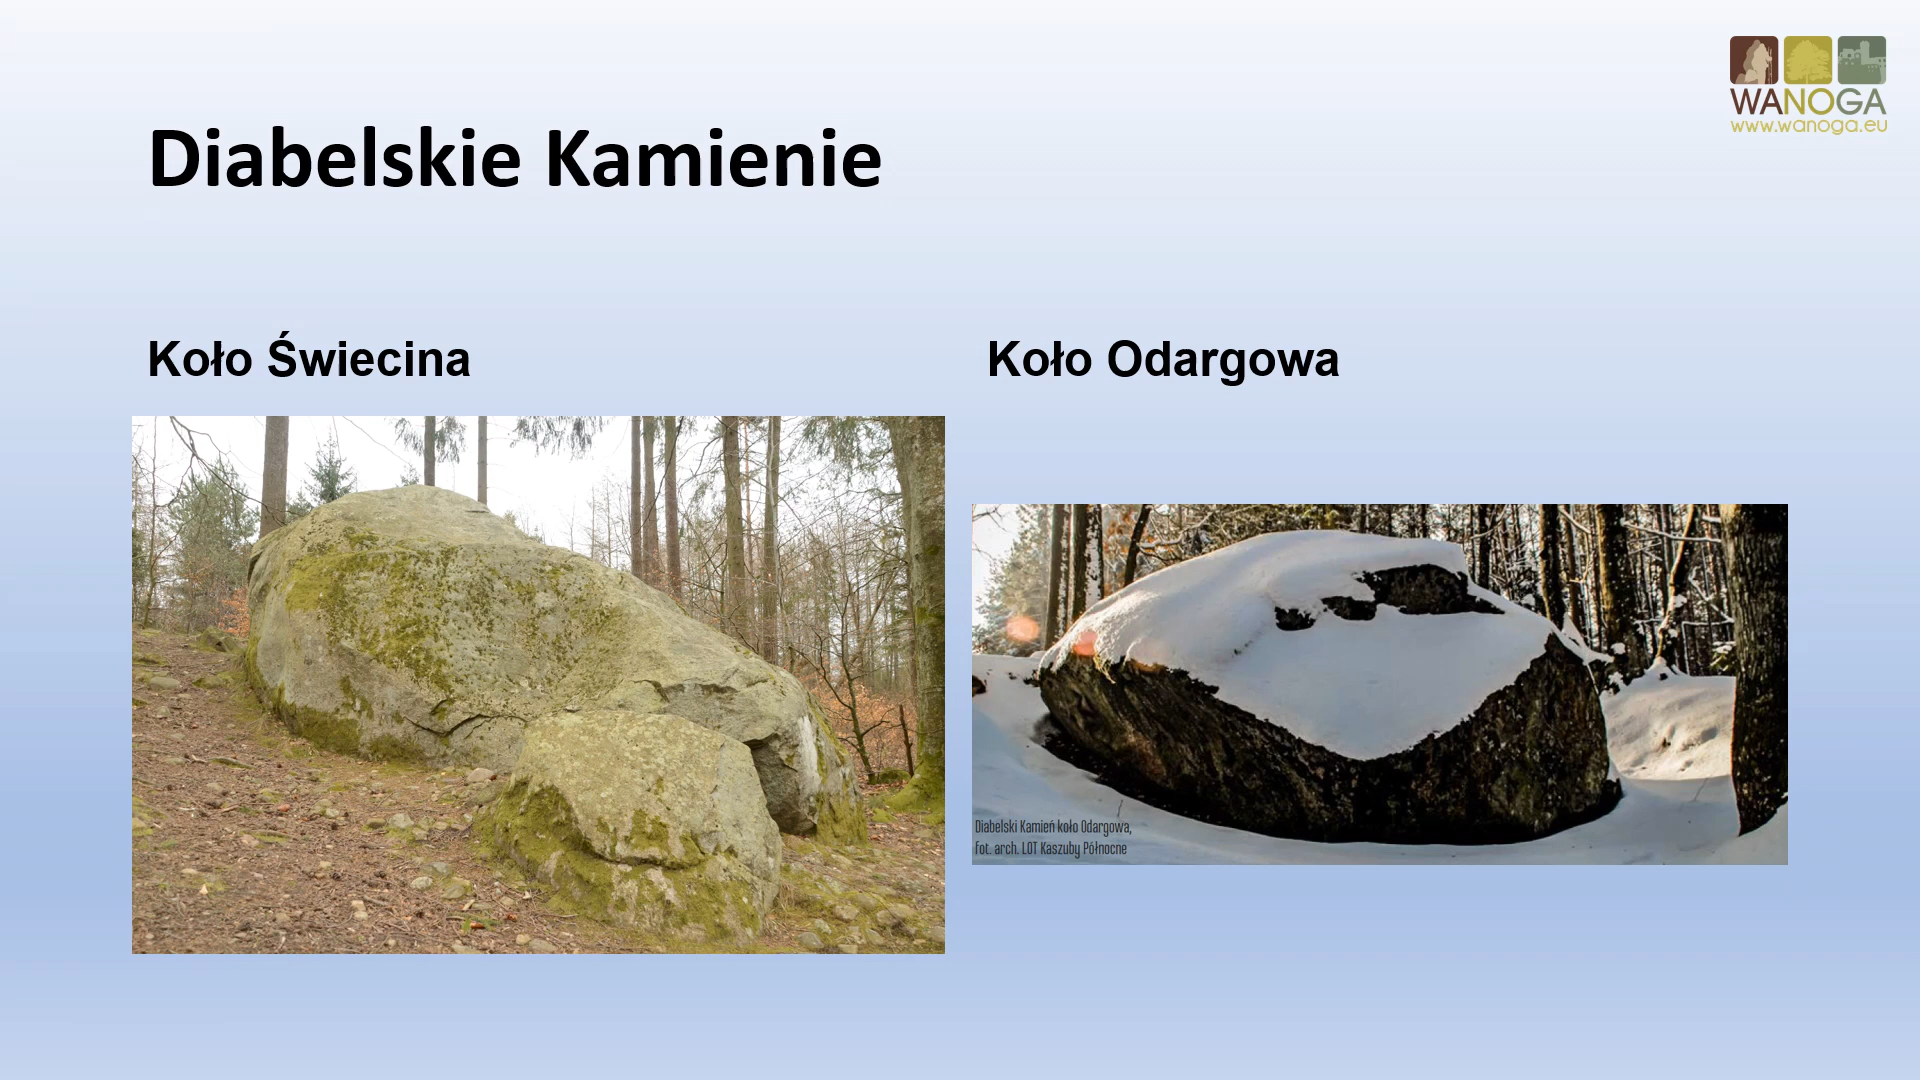 WANOGA
www.wanoga.eu
Diabelskie Kamienie
Koło Świecina
Koło Odargowa
Diabelski Kamień koło Odargowa,
fot. arch. LOT Kaszuby Północne